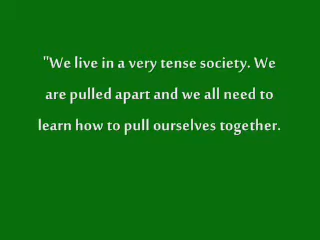 "We live in a very tense society. We
are pulled apart and we all need to
learn how to pull ourselves together.